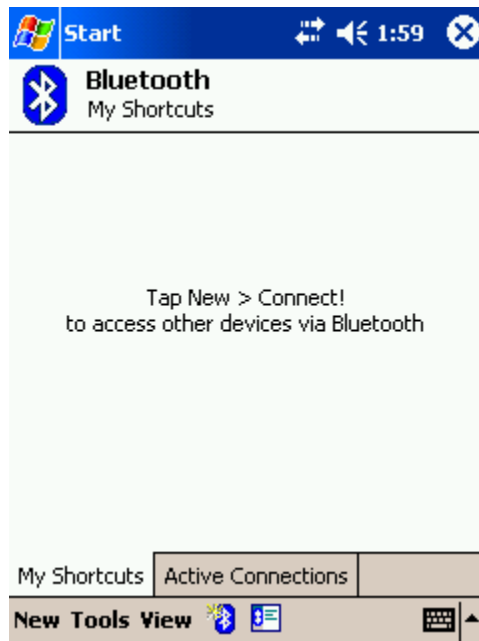 Start 1:59
Bluetooth
My Shortcuts
Tap New > Connect!
to access other devices via Bluetooth
My Shortcuts Active Connections
New Tools View